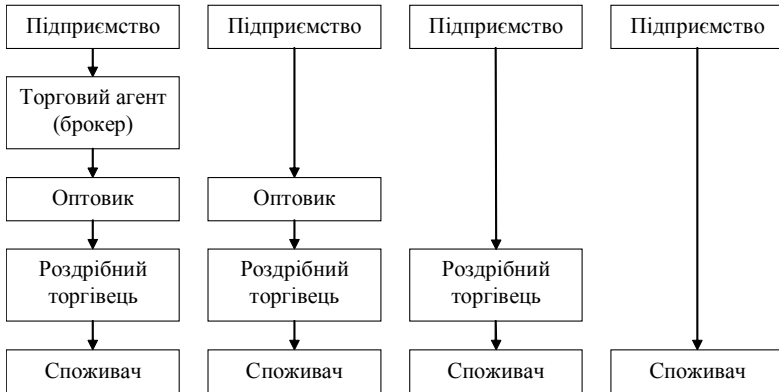 Підприємство
Підприємство
Підприємство
Підприємство
Торговий агент
(брокер)
Оптовик
Оптовик
Роздрібний
торгівець
Роздрібний
торгівець
Роздрібний
торгівець
Споживач
Споживач
Споживач
Споживач